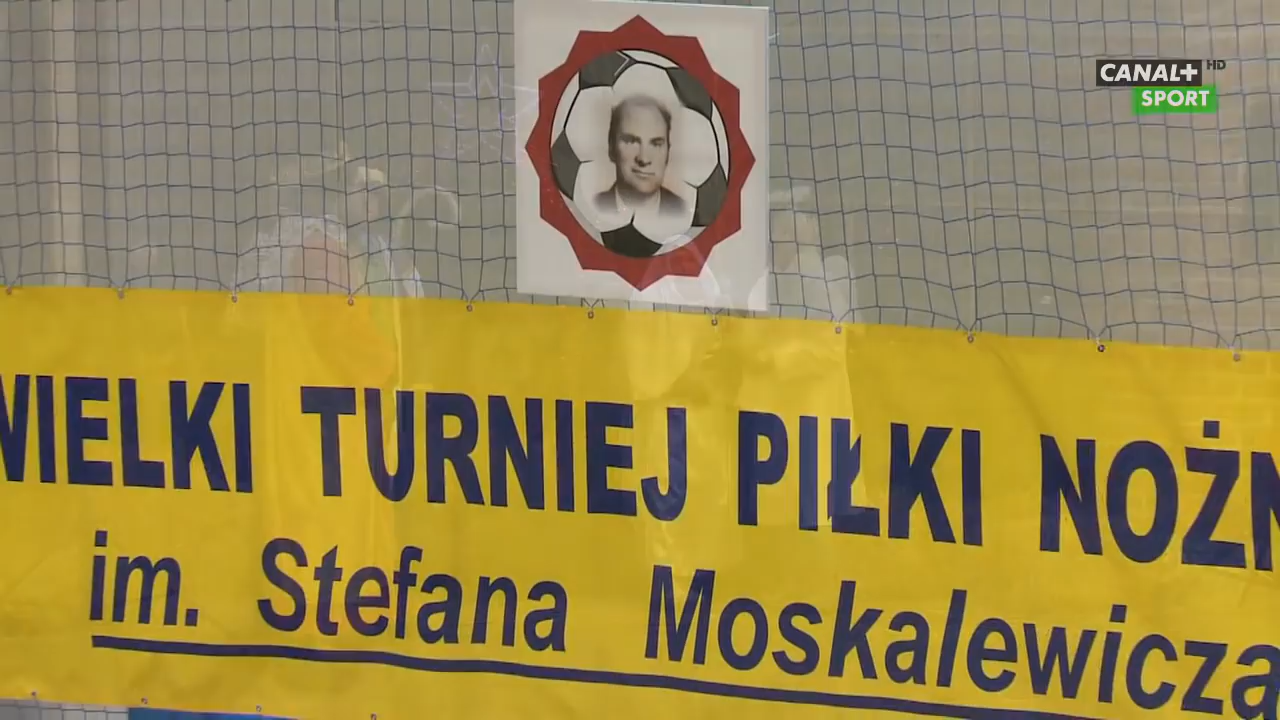 CANAL+ HD
SPORT
WIELKI TURNIEJ PIŁKI NOŻN
im. Stefana Moskalewicza